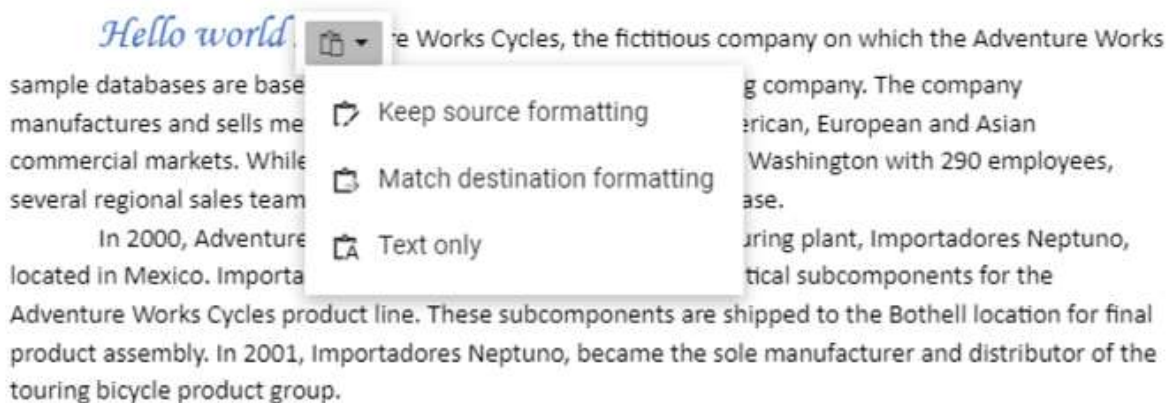 Hello world
re Works Cycles, the fictitious company on which the Adventure Works
sample databases are base
g company. The company
Keep source formatting
manufactures and sells me
erican, European and Asian
commercial markets. While
Washington with 290 employees,
Match destination formatting
several regional sales team
ase.
In 2000, Adventure
Text only
uring plant, Importadores Neptuno,
located in Mexico. Importa
tical subcomponents for the
Adventure Works Cycles product line. These subcomponents are shipped to the Bothell location for final
product assembly. In 2001, Importadores Neptuno, became the sole manufacturer and distributor of the
touring bicycle product group.